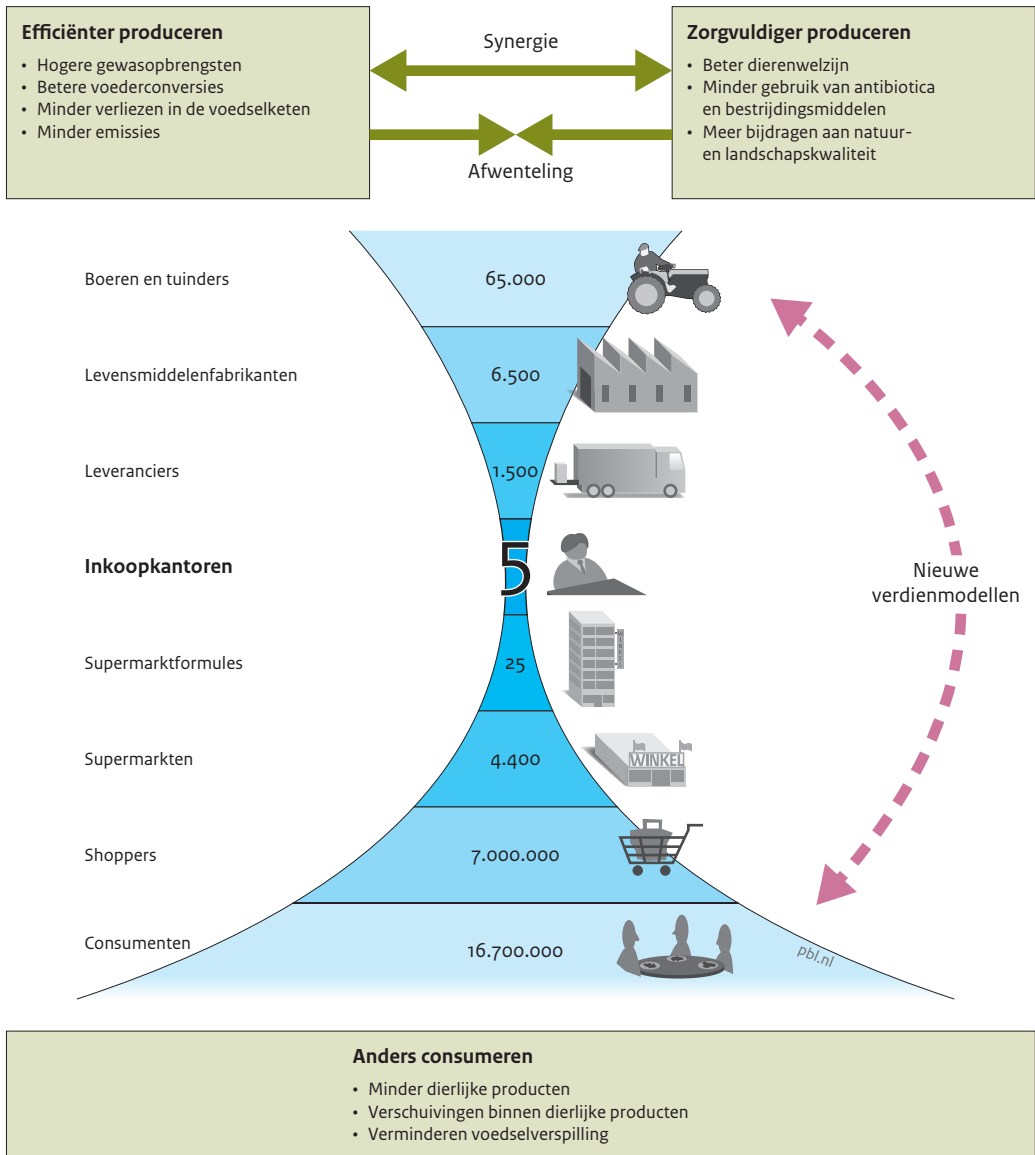 Efficiënter produceren
• Hogere gewasopbrengsten
• Betere voederconversies
• Minder verliezen in de voedselketen
• Minder emissies
Synergie
Afwenteling
Zorgvuldiger produceren
• Beter dierenwelzijn
• Minder gebruik van antibiotica
en bestrijdingsmiddelen
• Meer bijdragen aan natuur-
en landschapskwaliteit
Boeren en tuinders
65.000
Levensmiddelenfabrikanten
6.500
Leveranciers
1.500
Inkoopkantoren
5
Nieuwe
verdienmodellen
Supermarktformules
25
WINKEL
Supermarkten
4.400
WINKEL
Shoppers
7.000.000
Consumenten
16.700.000
pbl.nl
Anders consumeren
• Minder dierlijke producten
• Verschuivingen binnen dierlijke producten
• Verminderen voedselverspilling